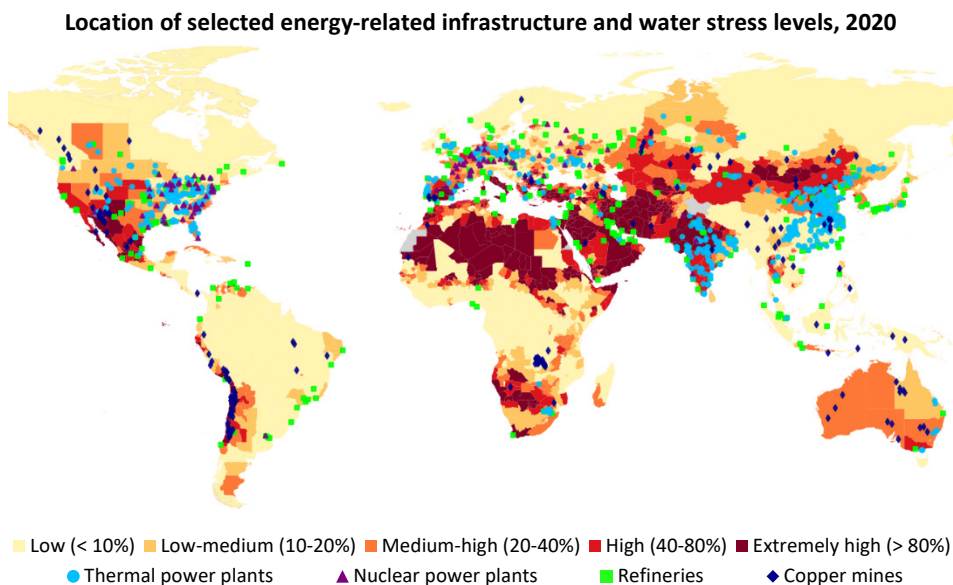 Location of selected energy-related infrastructure and water stress levels, 2020
Low (< 10%) Low-medium (10-20%) Medium-high (20-40%) High (40-80%) Extremely high (> 80%)
Thermal power plants Nuclear power plants Refineries Copper mines